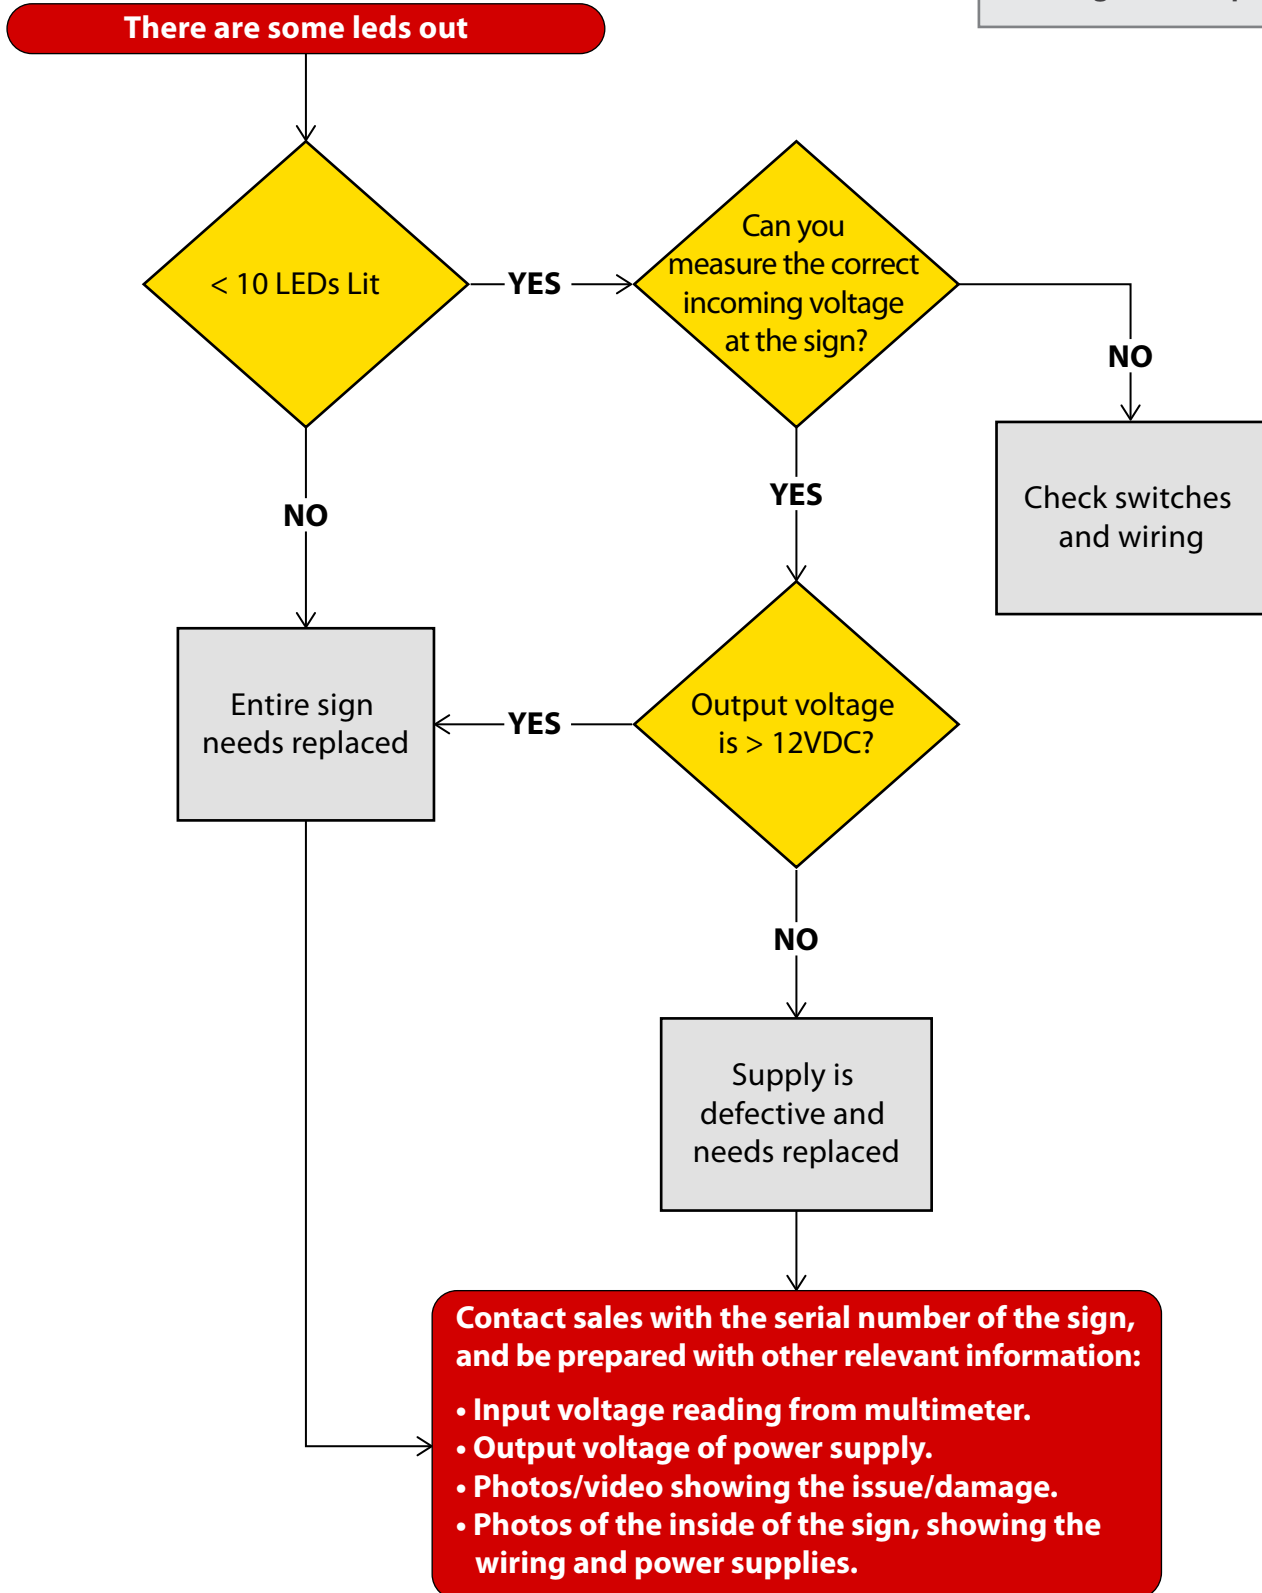 There are some leds out
< 10 LEDs Lit
YES
Can you
measure the correct
incoming voltage
at the sign?
NO
Check switches
and wiring
NO
YES
Entire sign
needs replaced
YES
Output voltage
is > 12VDC?
NO
Supply is
defective and
needs replaced
Contact sales with the serial number of the sign,
and be prepared with other relevant information:
• Input voltage reading from multimeter.
• Output voltage of power supply.
• Photos/video showing the issue/damage.
• Photos of the inside of the sign, showing the
wiring and power supplies.